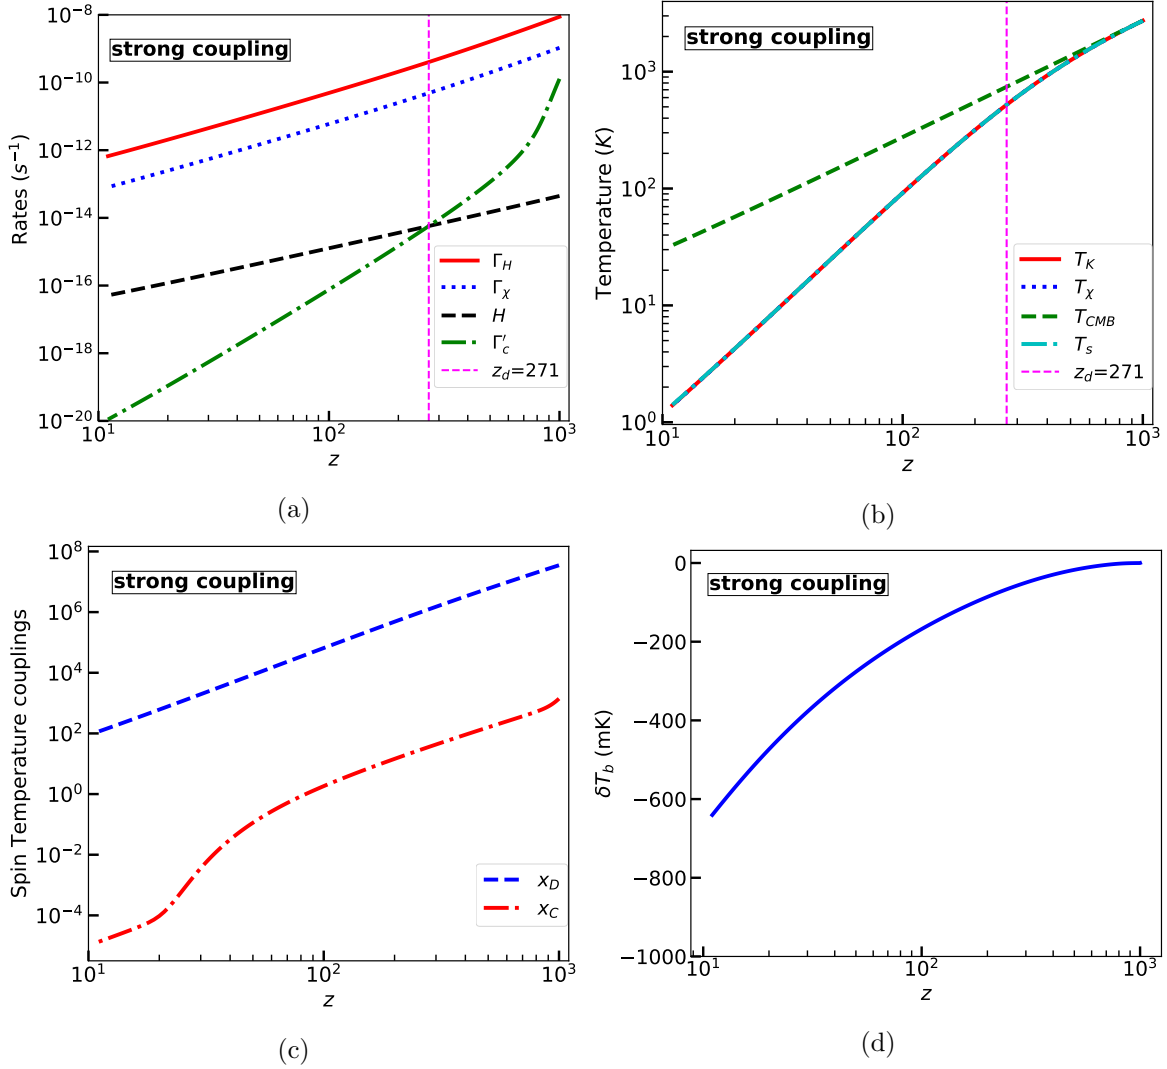 strong coupling
Rates (s⁻¹)
10⁻⁸
10⁻¹⁰
10⁻¹²
10⁻¹⁴
10⁻¹⁶
10⁻¹⁸
10⁻²⁰
10¹
10²
10³
z
Γ_H
Γ_χ
H
Γ′_c
z_d=271
(a)
strong coupling
Temperature (K)
10³
10²
10¹
10⁰
10¹
10²
10³
z
T_K
T_χ
T_CMB
T_s
z_d=271
(b)
strong coupling
Spin Temperature couplings
10⁸
10⁶
10⁴
10²
10⁰
10⁻²
10⁻⁴
10¹
10²
10³
z
x_D
x_C
(c)
strong coupling
δT_b (mK)
0
−200
−400
−600
−800
−1000
10¹
10²
10³
z
(d)